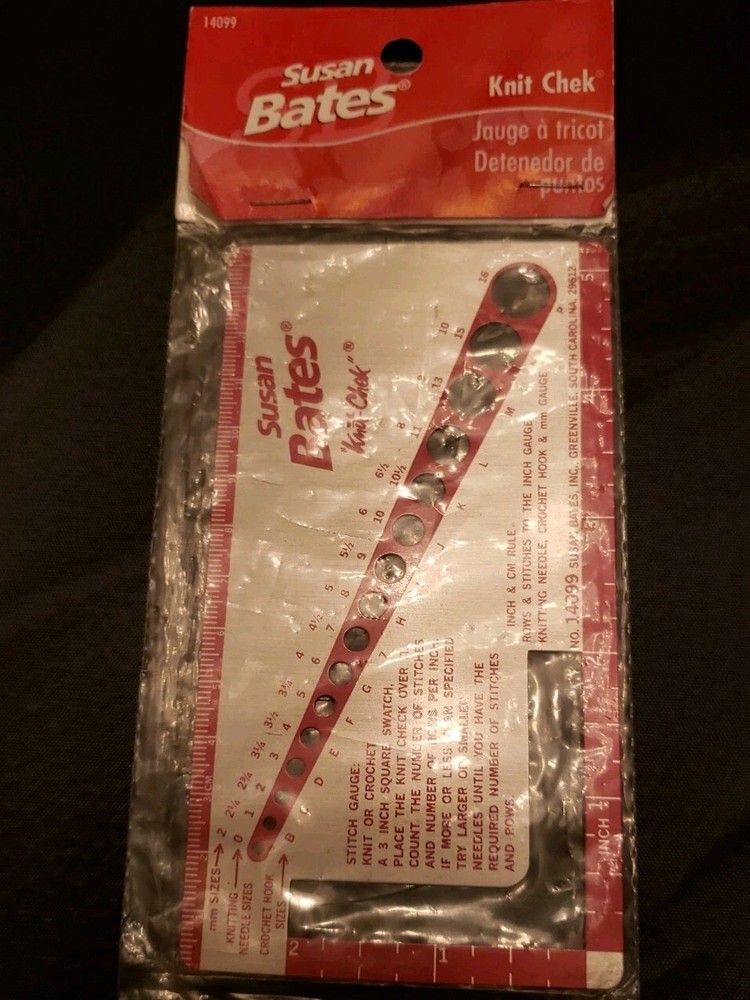 14099
Susan
Bates®
Knit Chek®
Jauge à tricot
Detenedor de
puntos
Susan
Bates®
"Knit-Chek"®
mm SIZES → 2 2¼ 2¾ 3¼ 3½ 3¾ 4 4½ 5 5½ 6 6½ 8
KNITTING → 0 1 2 3 4 5 6 7 8 9 10 10½ 11 13 15
NEEDLE SIZES
CROCHET HOOK
SIZES → B C D E F G 7 H J K L M
10
16
STITCH GAUGE:
KNIT OR CROCHET
A 3 INCH SQUARE SWATCH,
PLACE THE KNIT CHECK OVER
COUNT THE NUMBER OF STITCHES
AND NUMBER OF PER INCH.
IF MORE OR LESS THAN SPECIFIED
TRY LARGER OR SMALLER
NEEDLES UNTIL YOU HAVE THE
REQUIRED NUMBER OF STITCHES
AND ROWS.
INCH & CM RULE.
ROWS & STITCHES TO THE INCH GAUGE
KNITTING NEEDLE, CROCHET HOOK & mm GAUGE
NO. 14099 SUSAN BATES, INC. GREENVILLE, SOUTH CAROLINA, 29612
INCH 1 2 3 5
2 1